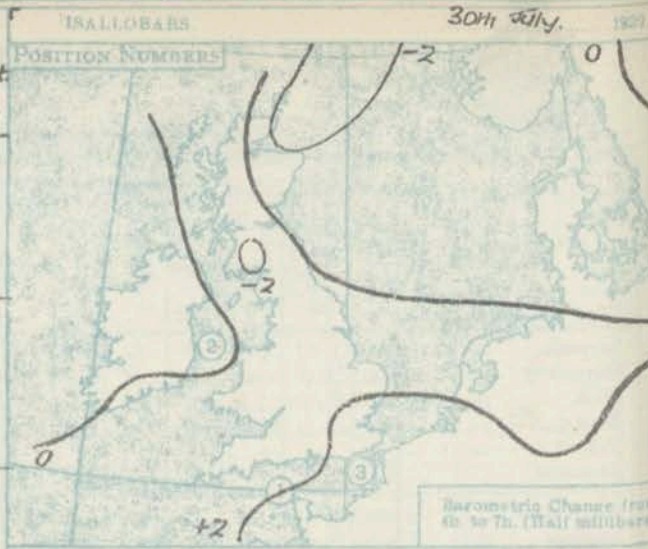 ISALLOBARS
30TH July.
POSITION NUMBERS
-2
0
-2
2
0
3
+2
Barometric Change
6h. to 7h. (Half millibars